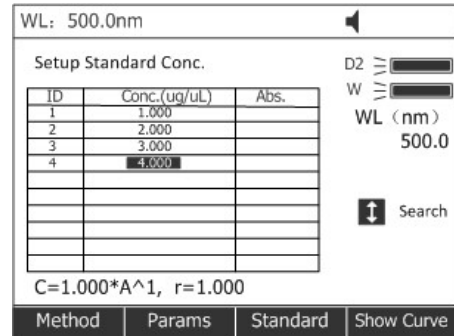 WL: 500.0nm
Setup Standard Conc.
ID Conc.(ug/uL) Abs.
1 1.000
2 2.000
3 3.000
4 4.000
C=1.000*A^1, r=1.000
D2
W
WL (nm)
500.0
Search
Method Params Standard Show Curve